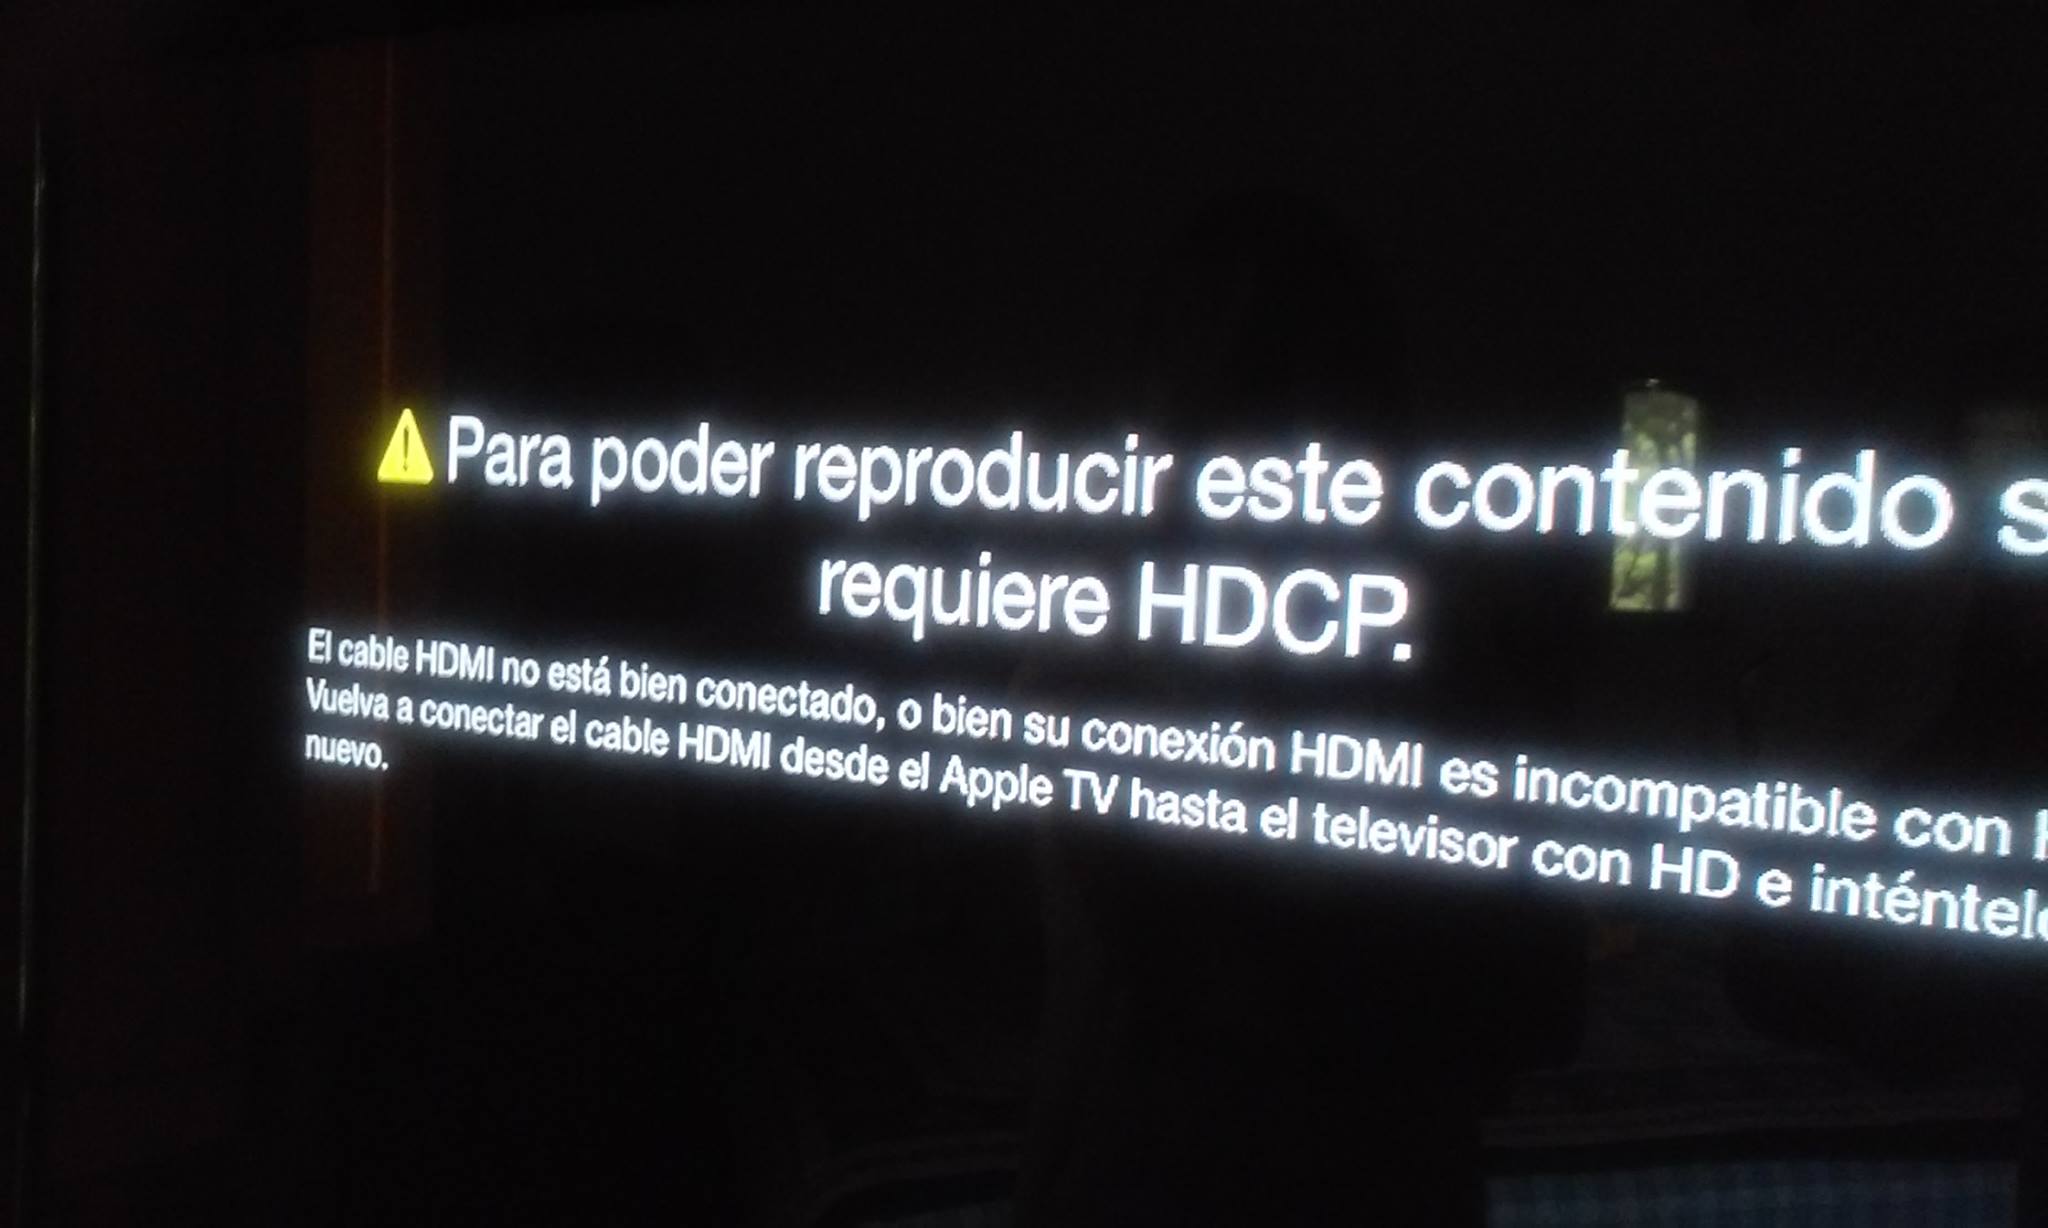 Para poder reproducir este contenido s
requiere HDCP.
El cable HDMI no está bien conectado, o bien su conexión HDMI es incompatible con
Vuelva a conectar el cable HDMI desde el Apple TV hasta el televisor con HD e inténtel
nuevo.